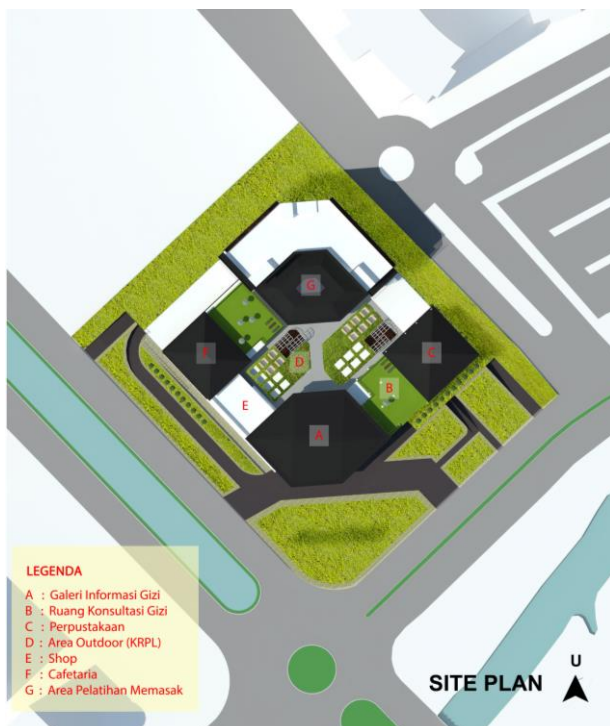 G
F
C
D
B
E
A
LEGENDA
A : Galeri Informasi Gizi
B : Ruang Konsultasi Gizi
C : Perpustakaan
D : Area Outdoor (KRPL)
E : Shop
F : Cafetaria
G : Area Pelatihan Memasak
U
SITE PLAN